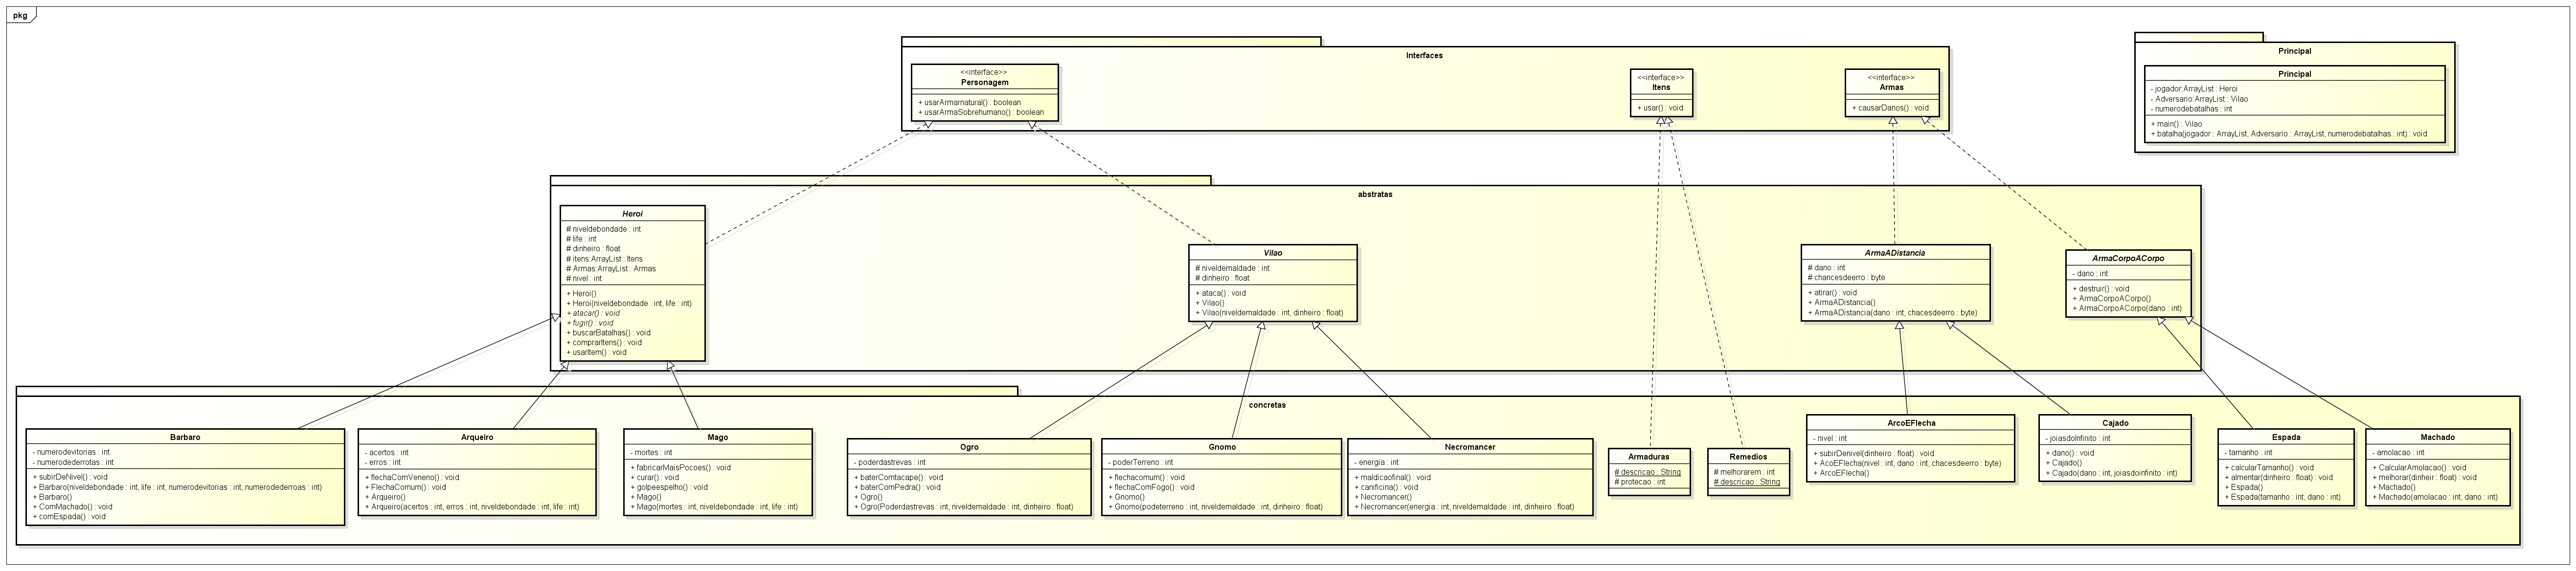 pkg
Interfaces
<<interface>>
Personagem
+ usarArmarnatural() : boolean
+ usarArmaSobrehumano() : boolean
<<interface>>
Itens
+ usar() : void
<<interface>>
Armas
+ causarDanos() : void
Principal
Principal
- jogador:ArrayList : Heroi
- Adversario:ArrayList : Vilao
- numerodebatalhas : int
+ main() : Vilao
+ batalha(jogador : ArrayList, Adversario : ArrayList, numerodebatalhas : int) : void
abstratas
Heroi
# niveldebondade : int
# life : int
# dinheiro : float
# itens:ArrayList : Itens
# Armas:ArrayList : Armas
# nivel : int
+ Heroi()
+ Heroi(niveldebondade : int, life : int)
+ atacar() : void
+ fugir() : void
+ buscarBatalhas() : void
+ comprarItens() : void
+ usarItem() : void
Vilao
# niveldemaldade : int
# dinheiro : float
+ ataca() : void
+ Vilao()
+ Vilao(niveldemaldade : int, dinheiro : float)
ArmaADistancia
# dano : int
# chancesdeerro : byte
+ atirar() : void
+ ArmaADistancia()
+ ArmaADistancia(dano : int, chacesdeerro : byte)
ArmaCorpoACorpo
- dano : int
+ destruir() : void
+ ArmaCorpoACorpo()
+ ArmaCorpoACorpo(dano : int)
concretas
Barbaro
- numerodevitorias : int
- numerodederrotas : int
+ subirDeNivel() : void
+ Barbaro(niveldebondade : int, life : int, numerodevitorias : int, numerodederroas : int)
+ Barbaro()
+ ComMachado() : void
+ comEspada() : void
Arqueiro
- acertos : int
- erros : int
+ flechaComVeneno() : void
+ FlechaComum() : void
+ Arqueiro()
+ Arqueiro(acertos : int, erros : int, niveldebondade : int, life : int)
Mago
- mortes : int
+ fabricarMaisPocoes() : void
+ curar() : void
+ golpeespelho() : void
+ Mago()
+ Mago(mortes : int, niveldebondade : int, life : int)
Ogro
- poderdastrevas : int
+ baterComtacape() : void
+ baterComPedra() : void
+ Ogro()
+ Ogro(Poderdastrevas : int, niveldemaldade : int, dinheiro : float)
Gnomo
- poderTerreno : int
+ flechacomum() : void
+ flechaComFogo() : void
+ Gnomo()
+ Gnomo(podeterreno : int, niveldemaldade : int, dinheiro : float)
Necromancer
- energia : int
+ maldicaofinal() : void
+ canificina() : void
+ Necromancer()
+ Necromancer(energia : int, niveldemaldade : int, dinheiro : float)
Armaduras
# descricao : String
# protecao : int
Remedios
# melhorarem : int
# descricao : String
ArcoEFlecha
- nivel : int
+ subirDenivel(dinheiro : float) : void
+ AcoEFlecha(nivel : int, dano : int, chacesdeerro : byte)
+ ArcoEFlecha()
Cajado
- joiasdoInfinito : int
+ dano() : void
+ Cajado()
+ Cajado(dano : int, joiasdoinfinito : int)
Espada
- tamanho : int
+ calcularTamanho() : void
+ almentar(dinheiro : float) : void
+ Espada()
+ Espada(tamanho : int, dano : int)
Machado
- amolacao : int
+ CalcularAmolacao() : void
+ melhorar(dinheir : float) : void
+ Machado()
+ Machado(amolacao : int, dano : int)